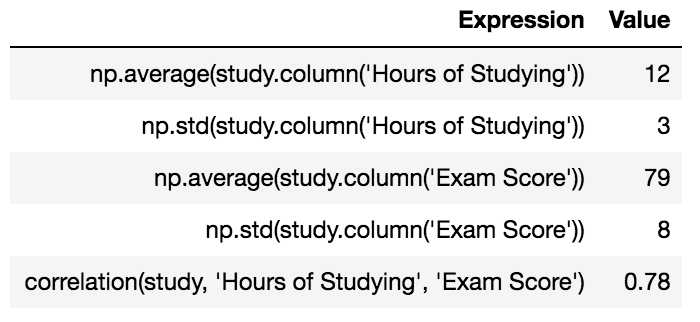 Expression Value
np.average(study.column('Hours of Studying')) 12
np.std(study.column('Hours of Studying')) 3
np.average(study.column('Exam Score')) 79
np.std(study.column('Exam Score')) 8
correlation(study, 'Hours of Studying', 'Exam Score') 0.78